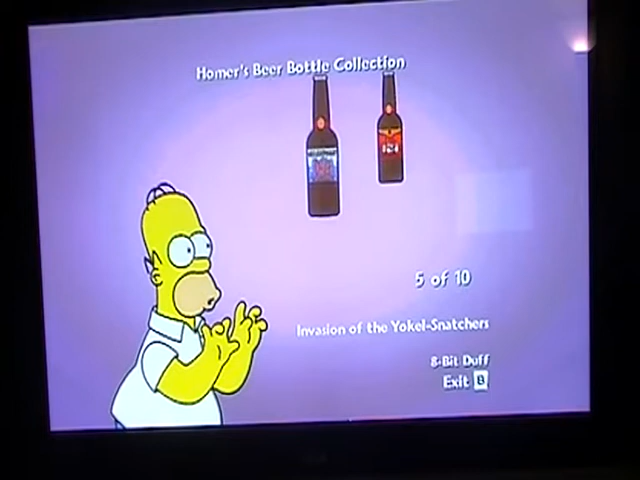 Homer's Beer Bottle Collection
5 of 10
Invasion of the Yokel-Snatchers
8-Bit Duff
Exit B